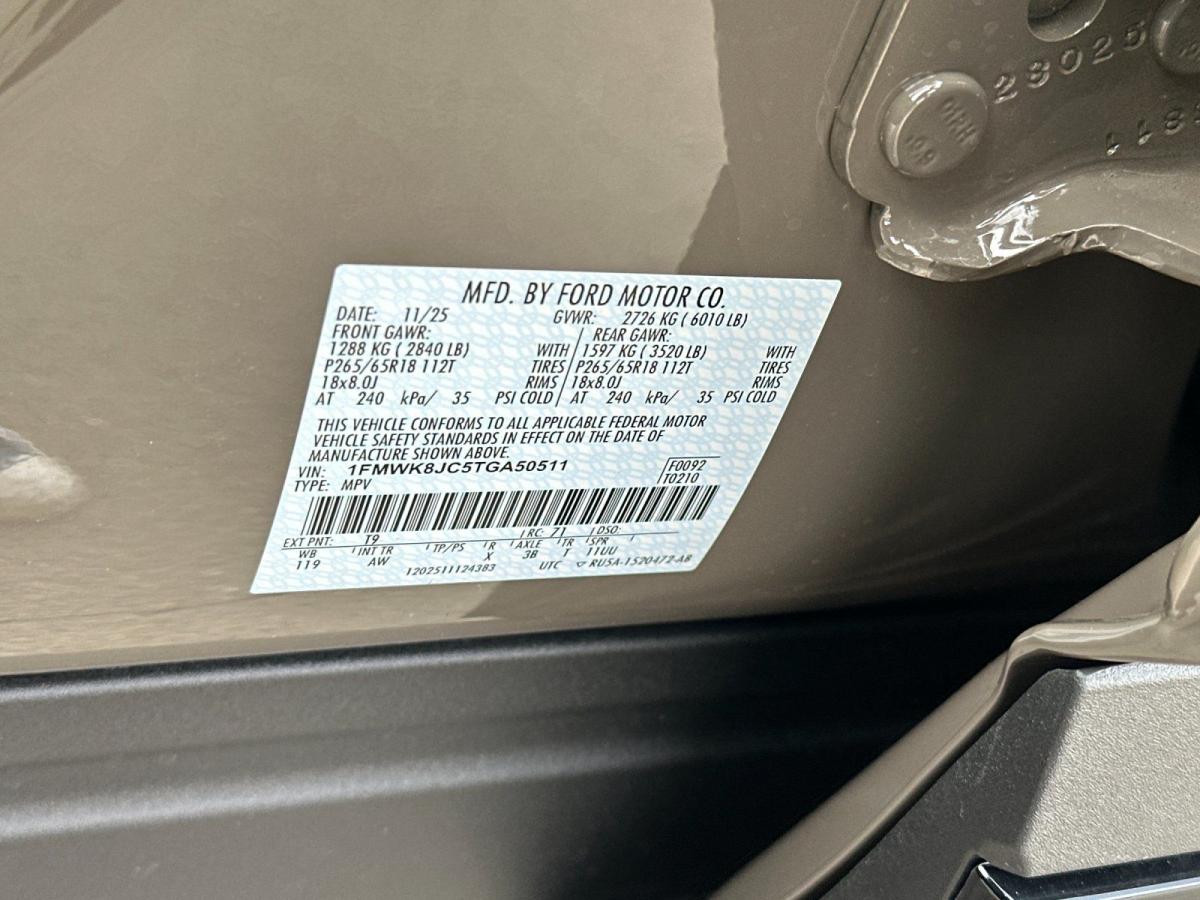 28025
MFD. BY FORD MOTOR CO.
DATE: 11/25 GVWR: 2726 KG ( 6010 LB)
FRONT GAWR: REAR GAWR:
1288 KG ( 2840 LB) WITH 1597 KG ( 3520 LB) WITH
P265/65R18 112T TIRES P265/65R18 112T TIRES
18x8.0J RIMS 18x8.0J RIMS
AT 240 kPa/ 35 PSI COLD AT 240 kPa/ 35 PSI COLD
THIS VEHICLE CONFORMS TO ALL APPLICABLE FEDERAL MOTOR
VEHICLE SAFETY STANDARDS IN EFFECT ON THE DATE OF
MANUFACTURE SHOWN ABOVE.
VIN: 1FMWK8JC5TGA50511 F0092
TYPE: MPV T0210
EXT PNT: T9 RC: 71 DSO:
WB INT TR TP/PS R AXLE TR SPR
119 AW X 3B T 11UU
1202511124383 UTC RU5A-1520472-AB